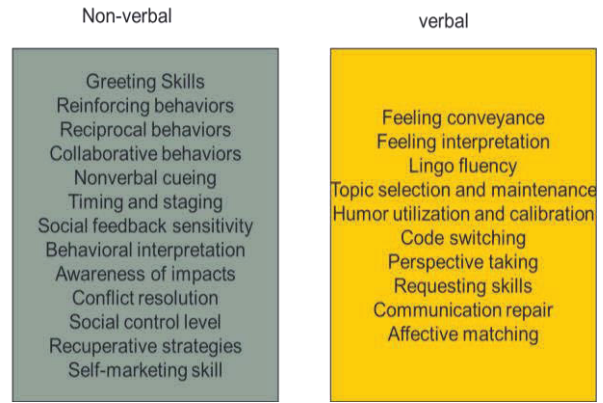 Non-verbal
Greeting Skills
Reinforcing behaviors
Reciprocal behaviors
Collaborative behaviors
Nonverbal cueing
Timing and staging
Social feedback sensitivity
Behavioral interpretation
Awareness of impacts
Conflict resolution
Social control level
Recuperative strategies
Self-marketing skill
verbal
Feeling conveyance
Feeling interpretation
Lingo fluency
Topic selection and maintenance
Humor utilization and calibration
Code switching
Perspective taking
Requesting skills
Communication repair
Affective matching